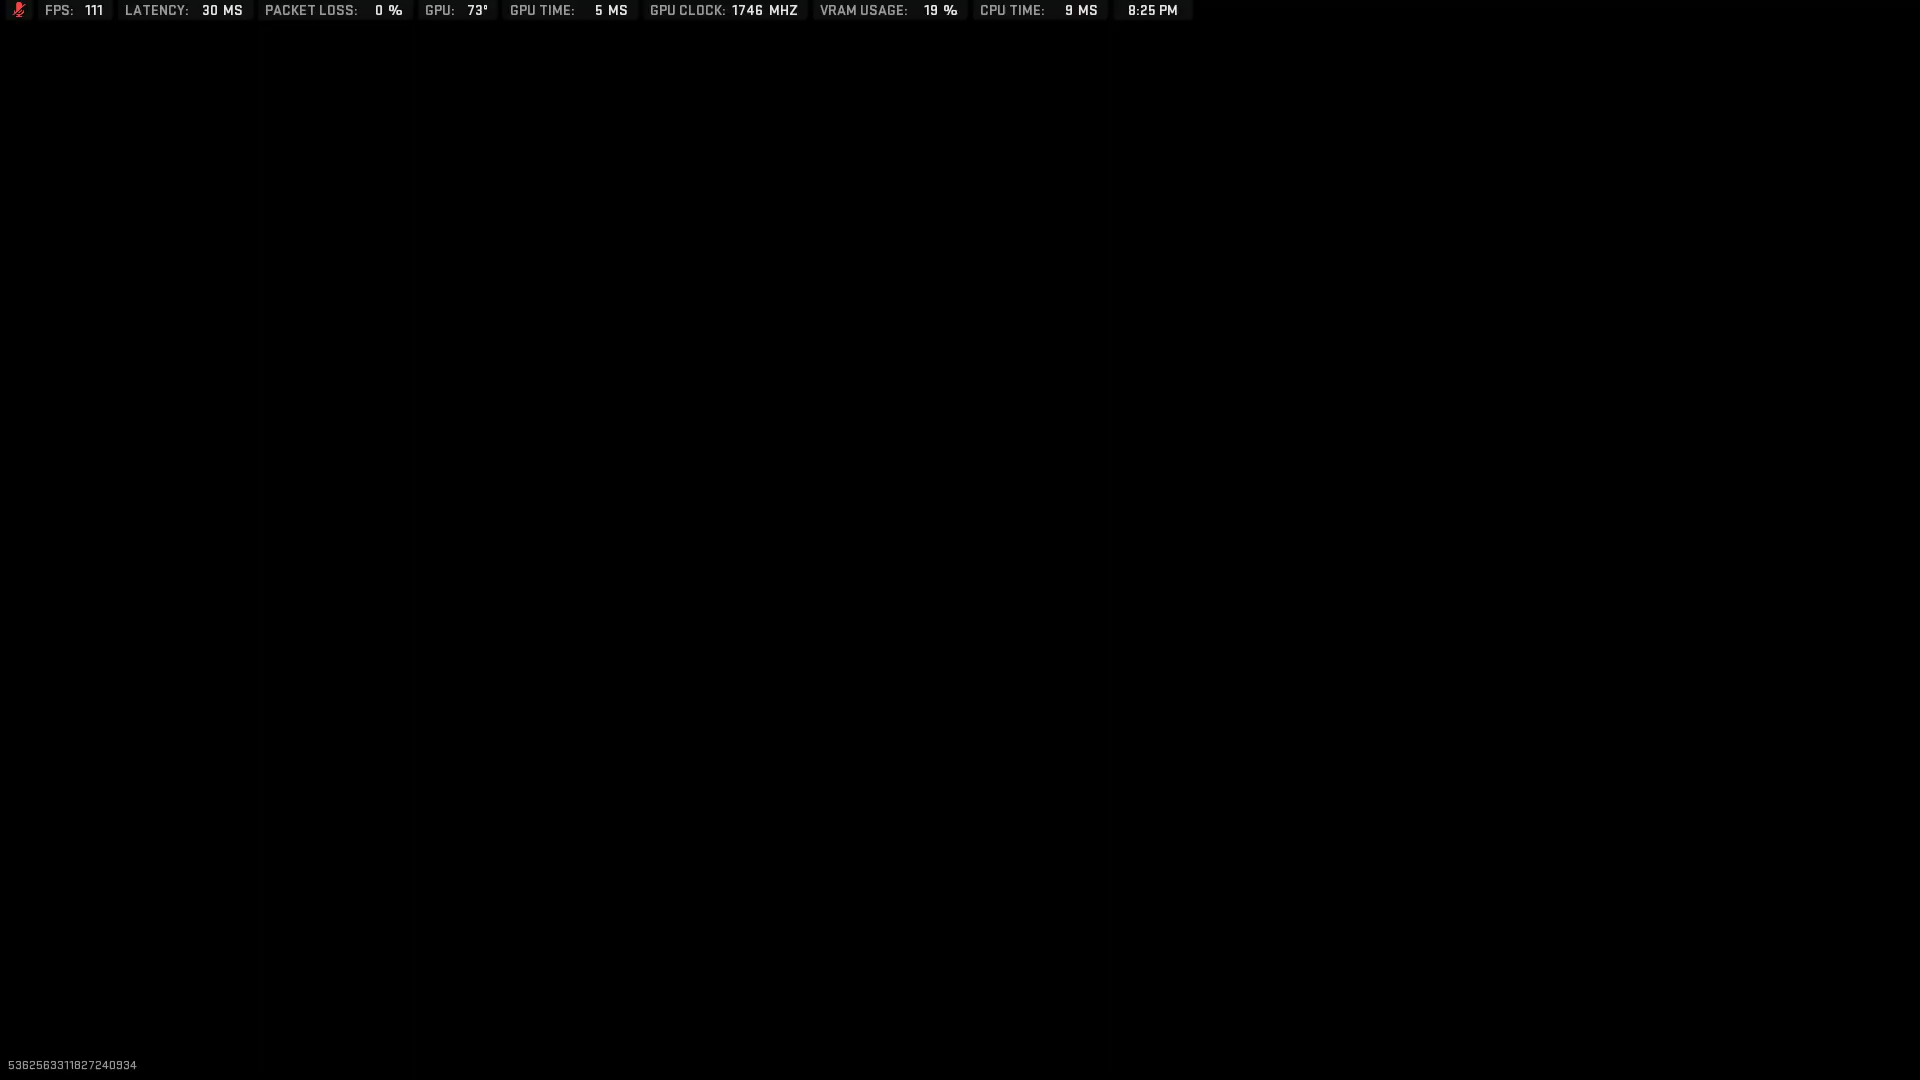 FPS: 111 LATENCY: 30 MS PACKET LOSS: 0 % GPU: 73° GPU TIME: 5 MS GPU CLOCK: 1746 MHZ VRAM USAGE: 19 % CPU TIME: 9 MS 8:25 PM
5362563311827240934